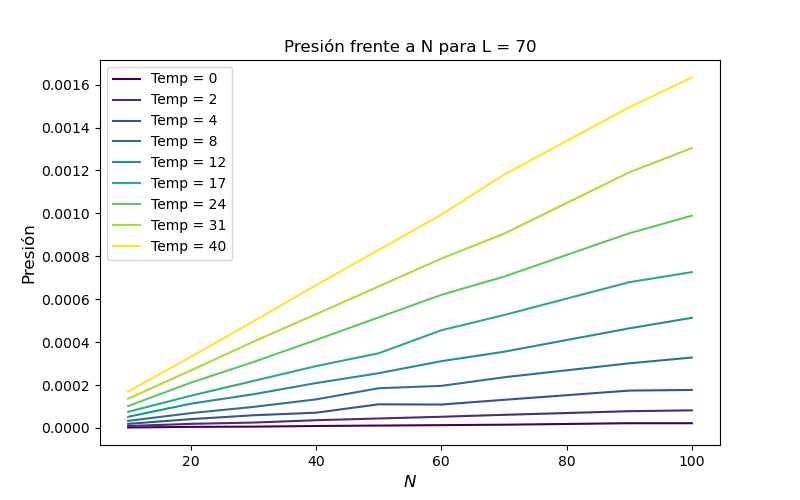 Presión frente a N para L = 70
Presión
0.0016
0.0014
0.0012
0.0010
0.0008
0.0006
0.0004
0.0002
0.0000
Temp = 0
Temp = 2
Temp = 4
Temp = 8
Temp = 12
Temp = 17
Temp = 24
Temp = 31
Temp = 40
20 40 60 80 100
N